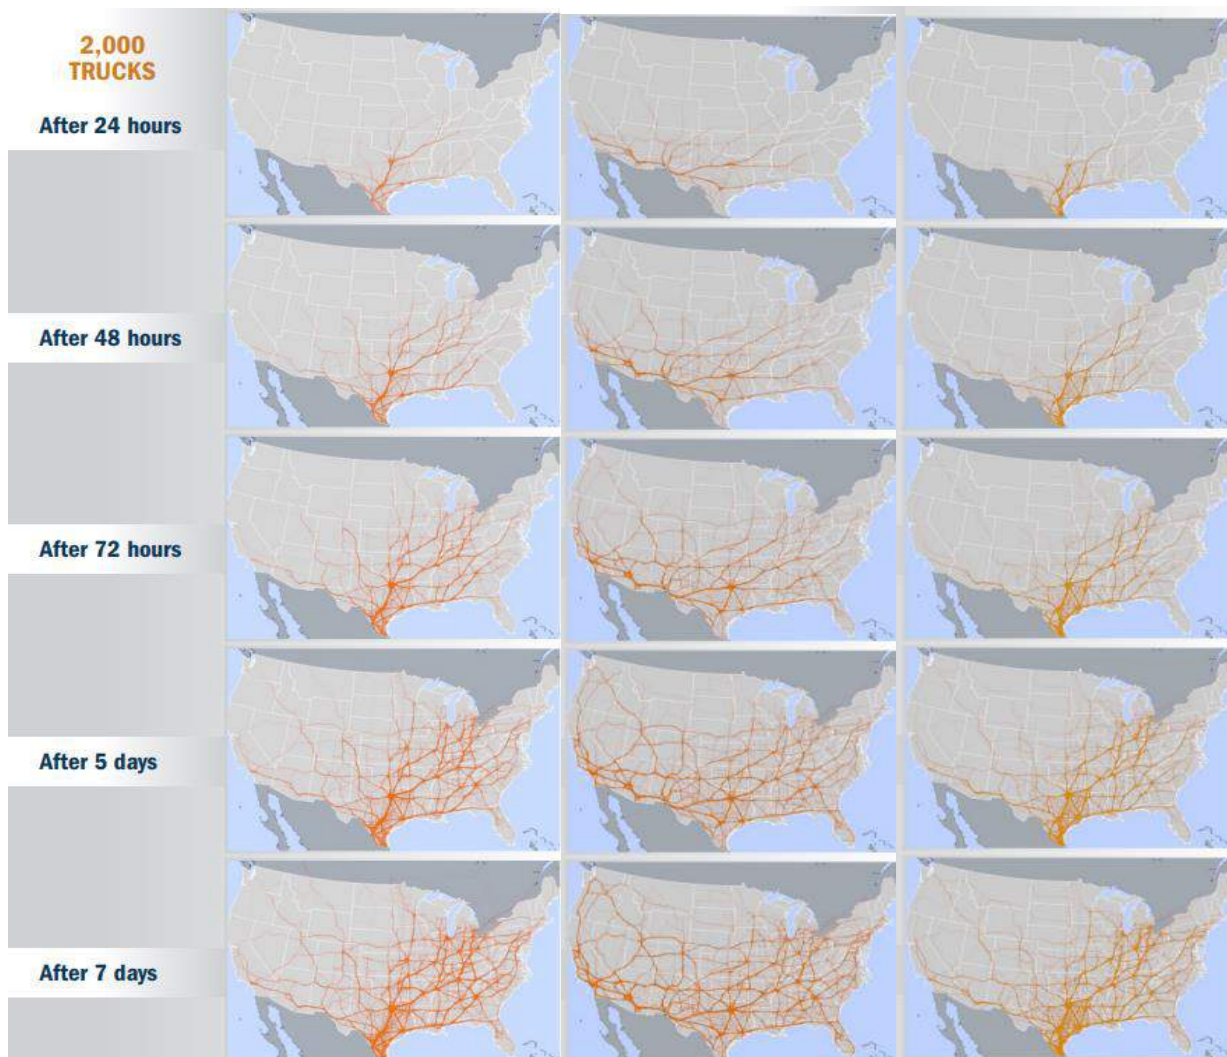 2,000
TRUCKS
After 24 hours
After 48 hours
After 72 hours
After 5 days
After 7 days